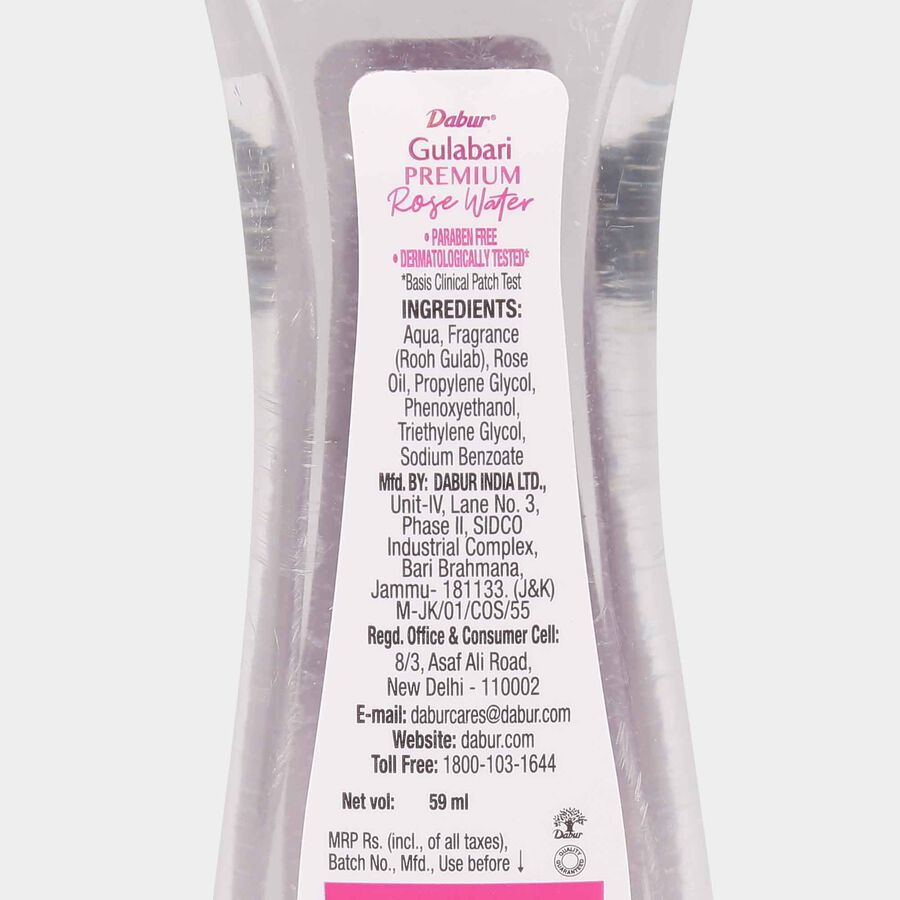 Dabur®
Gulabari
PREMIUM
Rose Water
• PARABEN FREE
• DERMATOLOGICALLY TESTED*
*Basis Clinical Patch Test
INGREDIENTS:
Aqua, Fragrance
(Rooh Gulab), Rose
Oil, Propylene Glycol,
Phenoxyethanol,
Triethylene Glycol,
Sodium Benzoate
Mfd. BY: DABUR INDIA LTD.,
Unit-IV, Lane No. 3,
Phase II, SIDCO
Industrial Complex,
Bari Brahmana,
Jammu- 181133. (J&K)
M-JK/01/COS/55
Regd. Office & Consumer Cell:
8/3, Asaf Ali Road,
New Delhi - 110002
E-mail: daburcares@dabur.com
Website: dabur.com
Toll Free: 1800-103-1644
Net vol: 59 ml
Dabur
MRP Rs. (incl., of all taxes),
Batch No., Mfd., Use before ↓
QUALITY
GUARANTEED